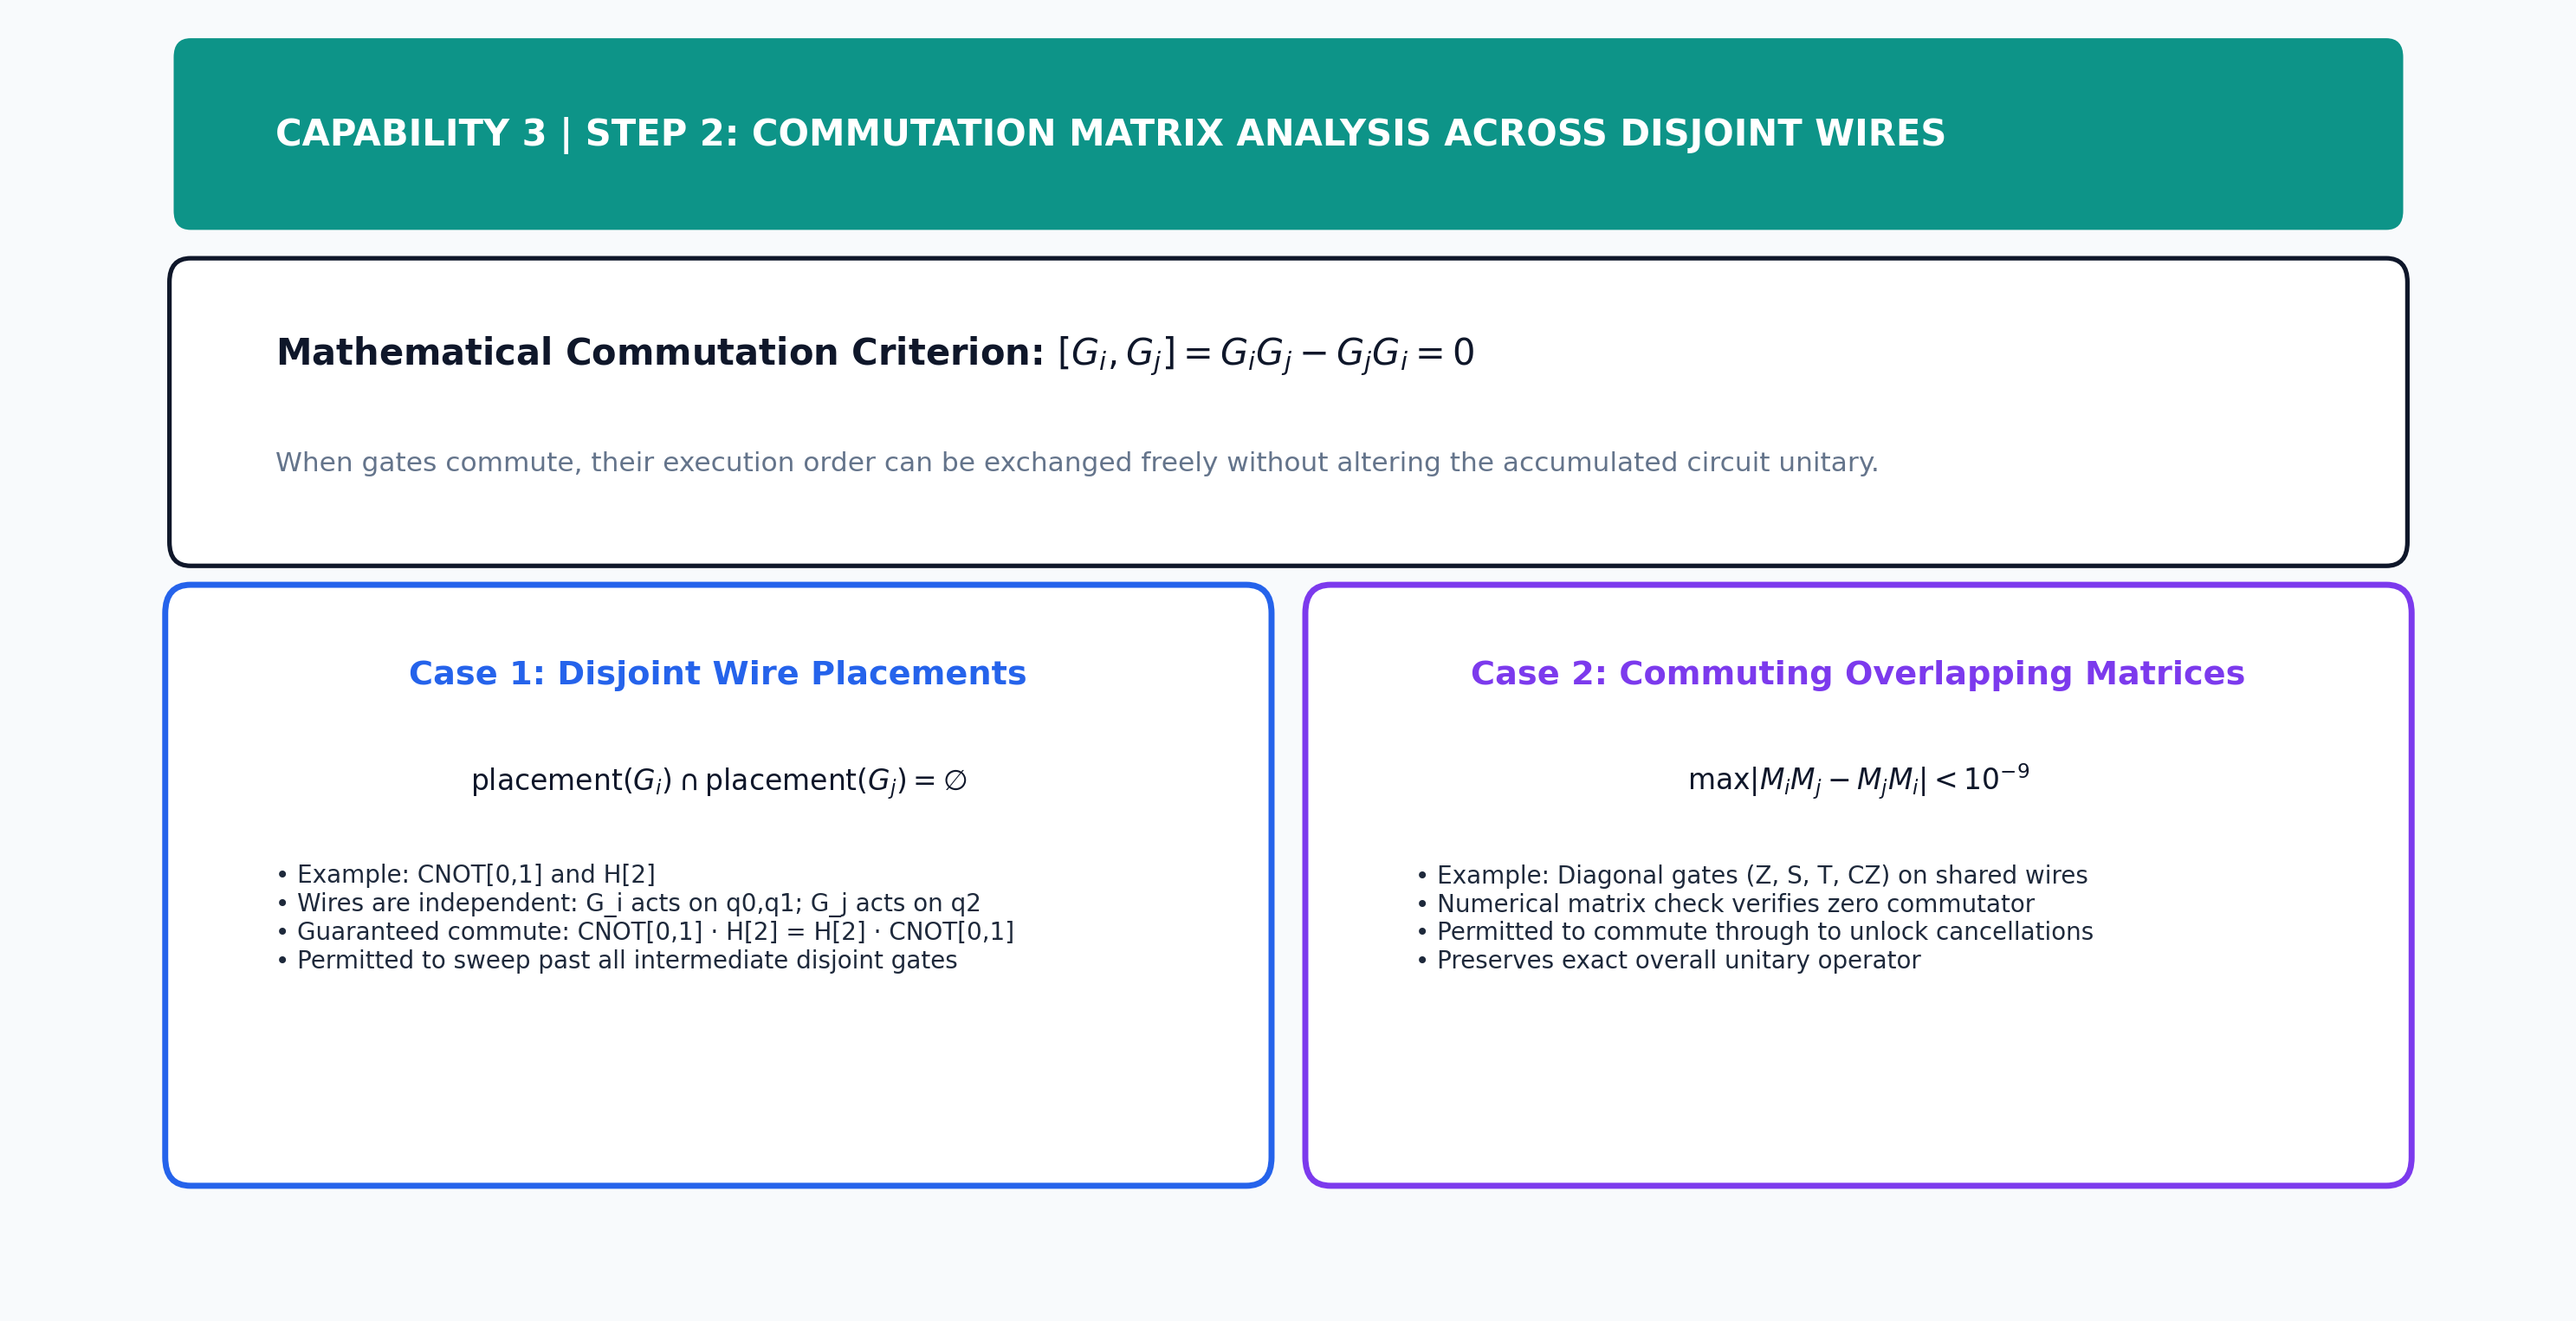 CAPABILITY 3 | STEP 2: COMMUTATION MATRIX ANALYSIS ACROSS DISJOINT WIRES
Mathematical Commutation Criterion: $[G_i, G_j] = G_iG_j - G_jG_i = 0$
When gates commute, their execution order can be exchanged freely without altering the accumulated circuit unitary.
Case 1: Disjoint Wire Placements
$\mathrm{placement}(G_i) \cap \mathrm{placement}(G_j) = \varnothing$
• Example: CNOT[0,1] and H[2]
• Wires are independent: G_i acts on q0,q1; G_j acts on q2
• Guaranteed commute: CNOT[0,1] · H[2] = H[2] · CNOT[0,1]
• Permitted to sweep past all intermediate disjoint gates
Case 2: Commuting Overlapping Matrices
$\max|M_iM_j - M_jM_i| < 10^{-9}$
• Example: Diagonal gates (Z, S, T, CZ) on shared wires
• Numerical matrix check verifies zero commutator
• Permitted to commute through to unlock cancellations
• Preserves exact overall unitary operator